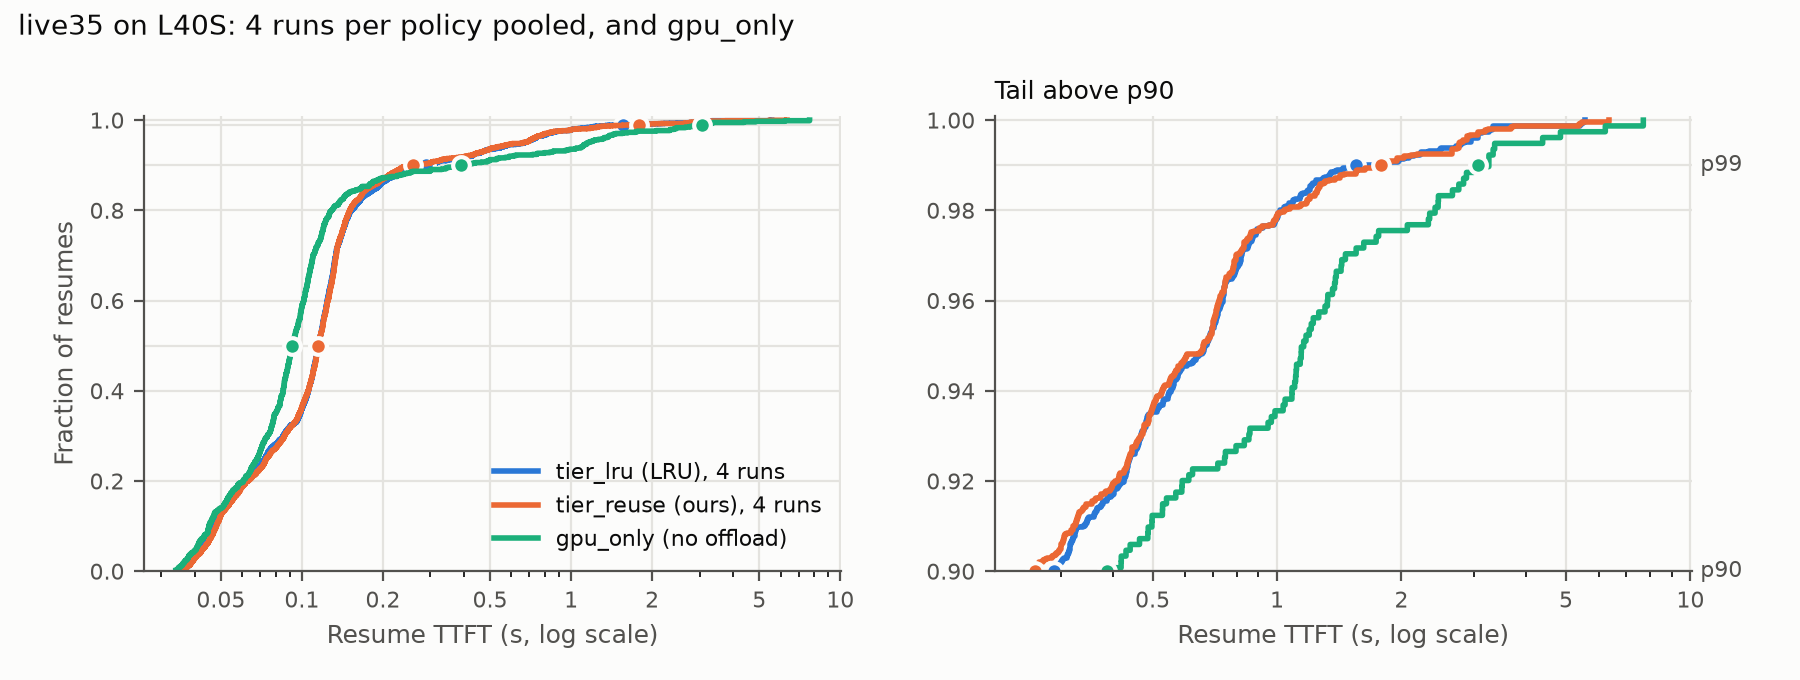 live35 on L40S: 4 runs per policy pooled, and gpu_only
Fraction of resumes
1.0
0.8
0.6
0.4
0.2
0.0
0.05
0.1
0.2
0.5
1
2
5
10
Resume TTFT (s, log scale)
tier_lru (LRU), 4 runs
tier_reuse (ours), 4 runs
gpu_only (no offload)
Tail above p90
1.00
0.98
0.96
0.94
0.92
0.90
p99
p90
0.5
1
2
5
10
Resume TTFT (s, log scale)